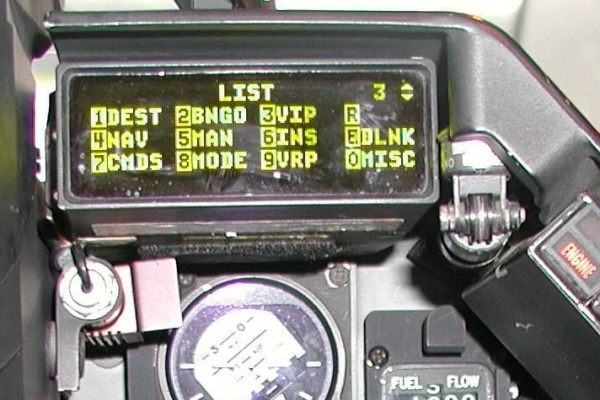 LIST 3
1DEST 2BNGO 3VIP R
4NAV 5MAN 6INS EDLNK
7CMDS 8MODE 9VRP 0MISC
ENGINE
FUEL FLOW